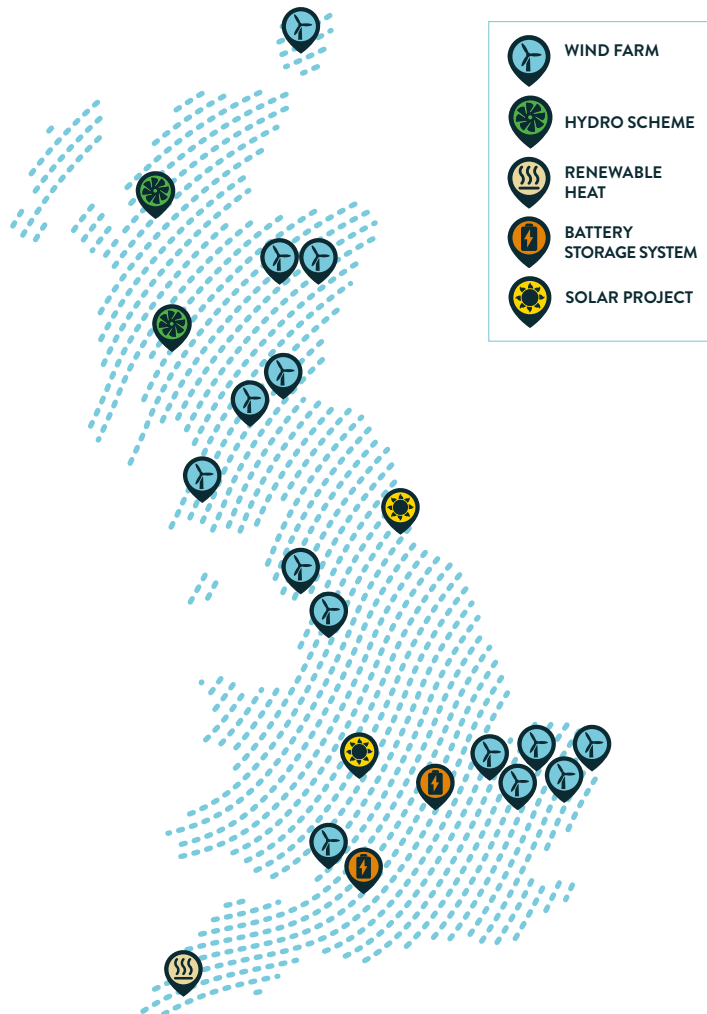 WIND FARM
HYDRO SCHEME
RENEWABLE
HEAT
BATTERY
STORAGE SYSTEM
SOLAR PROJECT